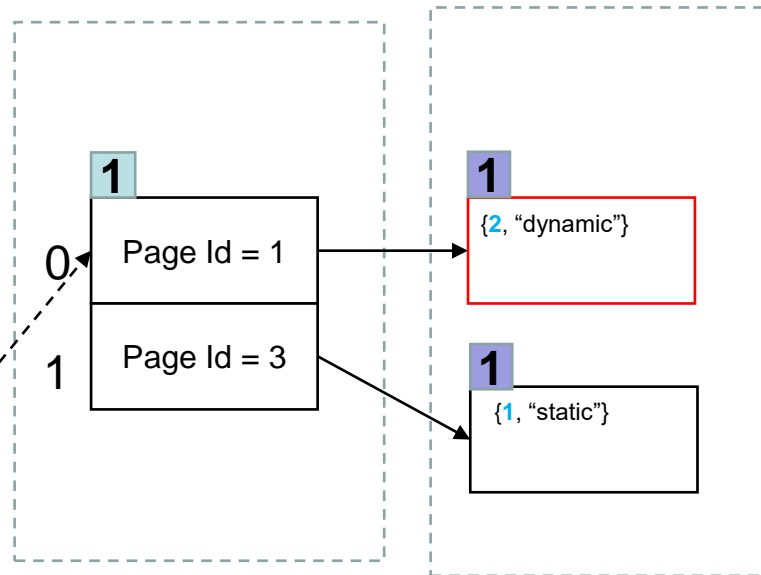 1
0
Page Id = 1
1
Page Id = 3
1
{2, “dynamic”}
1
{1, “static”}